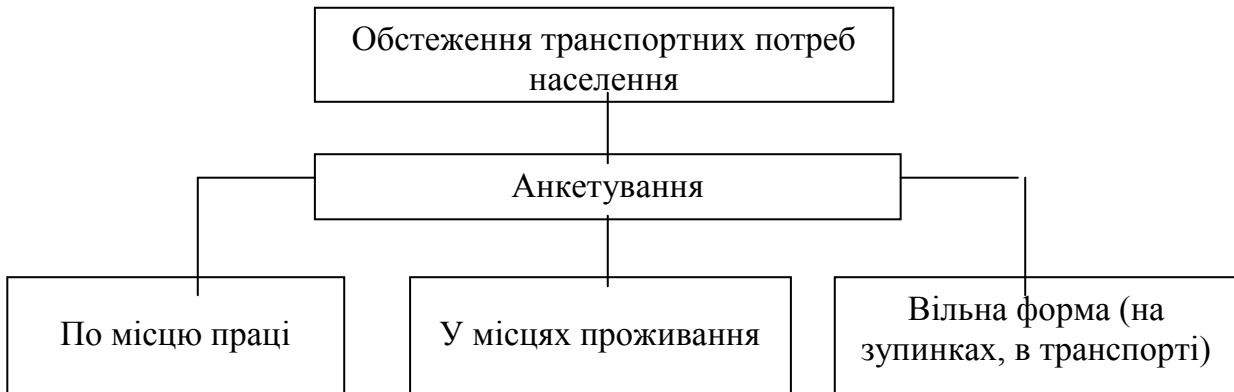 Обстеження транспортних потреб
населення
Анкетування
По місцю праці
У місцях проживання
Вільна форма (на
зупинках, в транспорті)